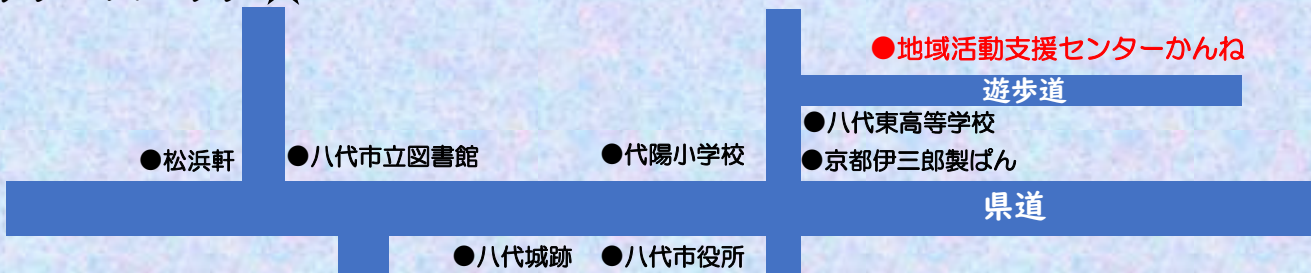 ●地域活動支援センターかんね
遊歩道
●八代東高等学校
●松浜軒
●八代市立図書館
●代陽小学校
●京都伊三郎製ぱん
県道
●八代城跡
●八代市役所